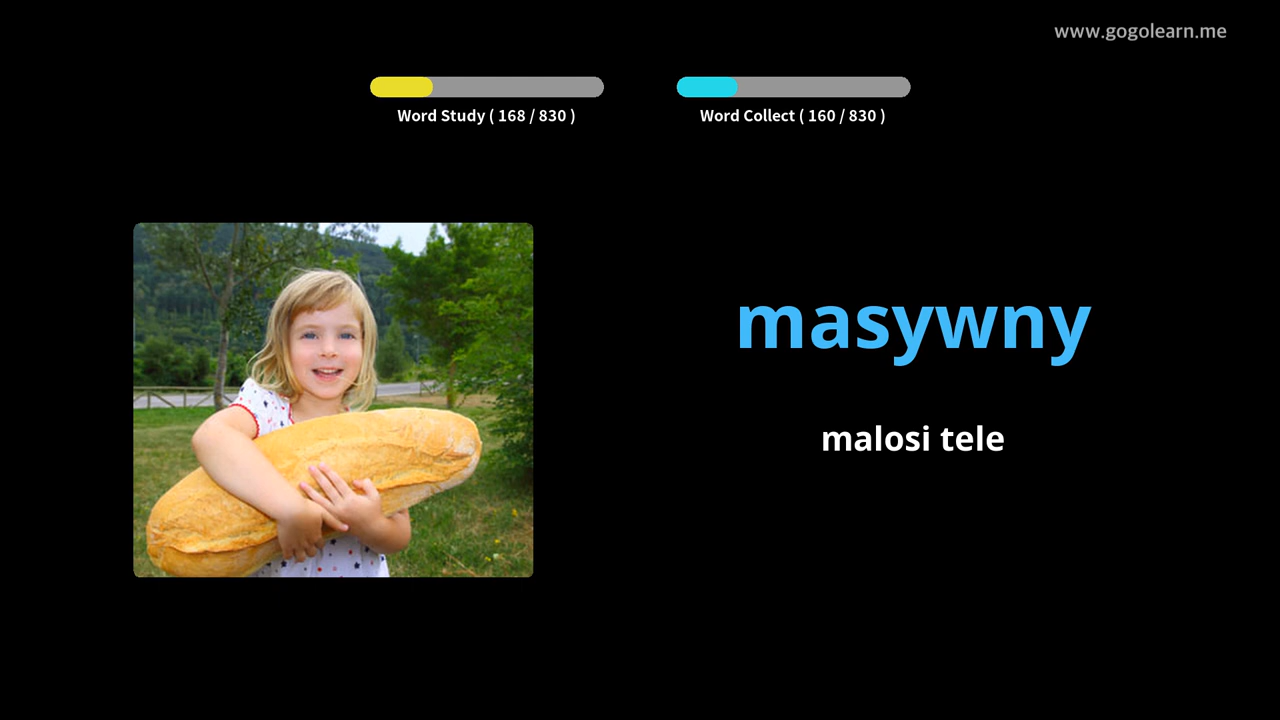 www.gogolearn.me
Word Study ( 168 / 830 )
Word Collect ( 160 / 830 )
masywny
malosi tele